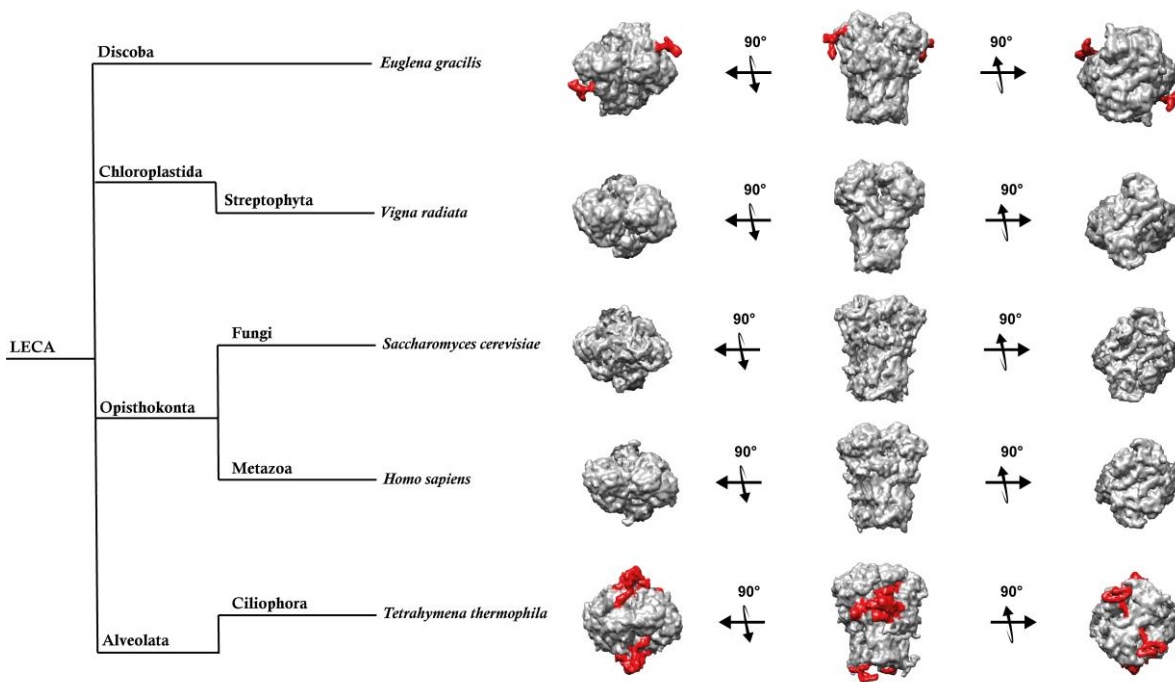 Discoba
Euglena gracilis
90°
90°
Chloroplastida
Streptophyta
Vigna radiata
90°
90°
LECA
Fungi
Saccharomyces cerevisiae
90°
90°
Opisthokonta
Metazoa
Homo sapiens
90°
90°
Ciliophora
Tetrahymena thermophila
90°
90°
Alveolata